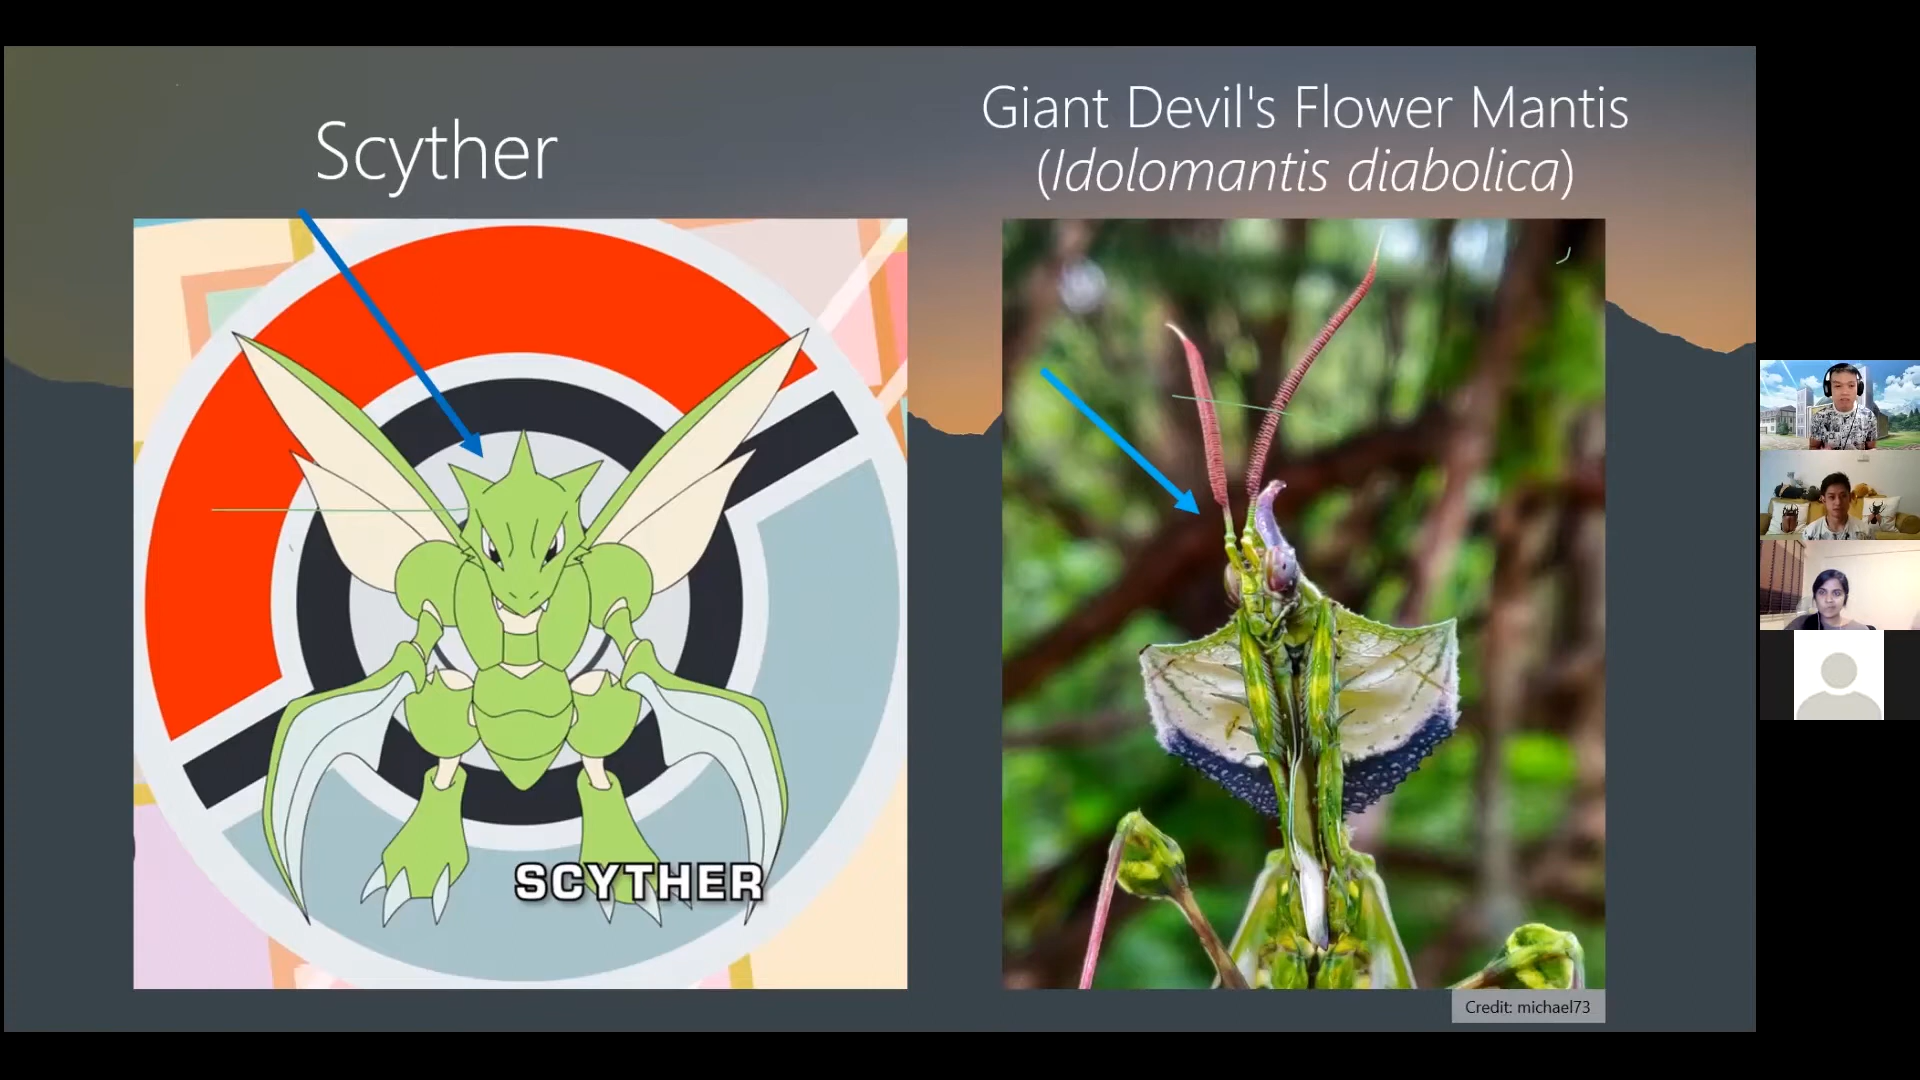 Scyther
Giant Devil's Flower Mantis
(Idolomantis diabolica)
SCYTHER
Credit: michael73